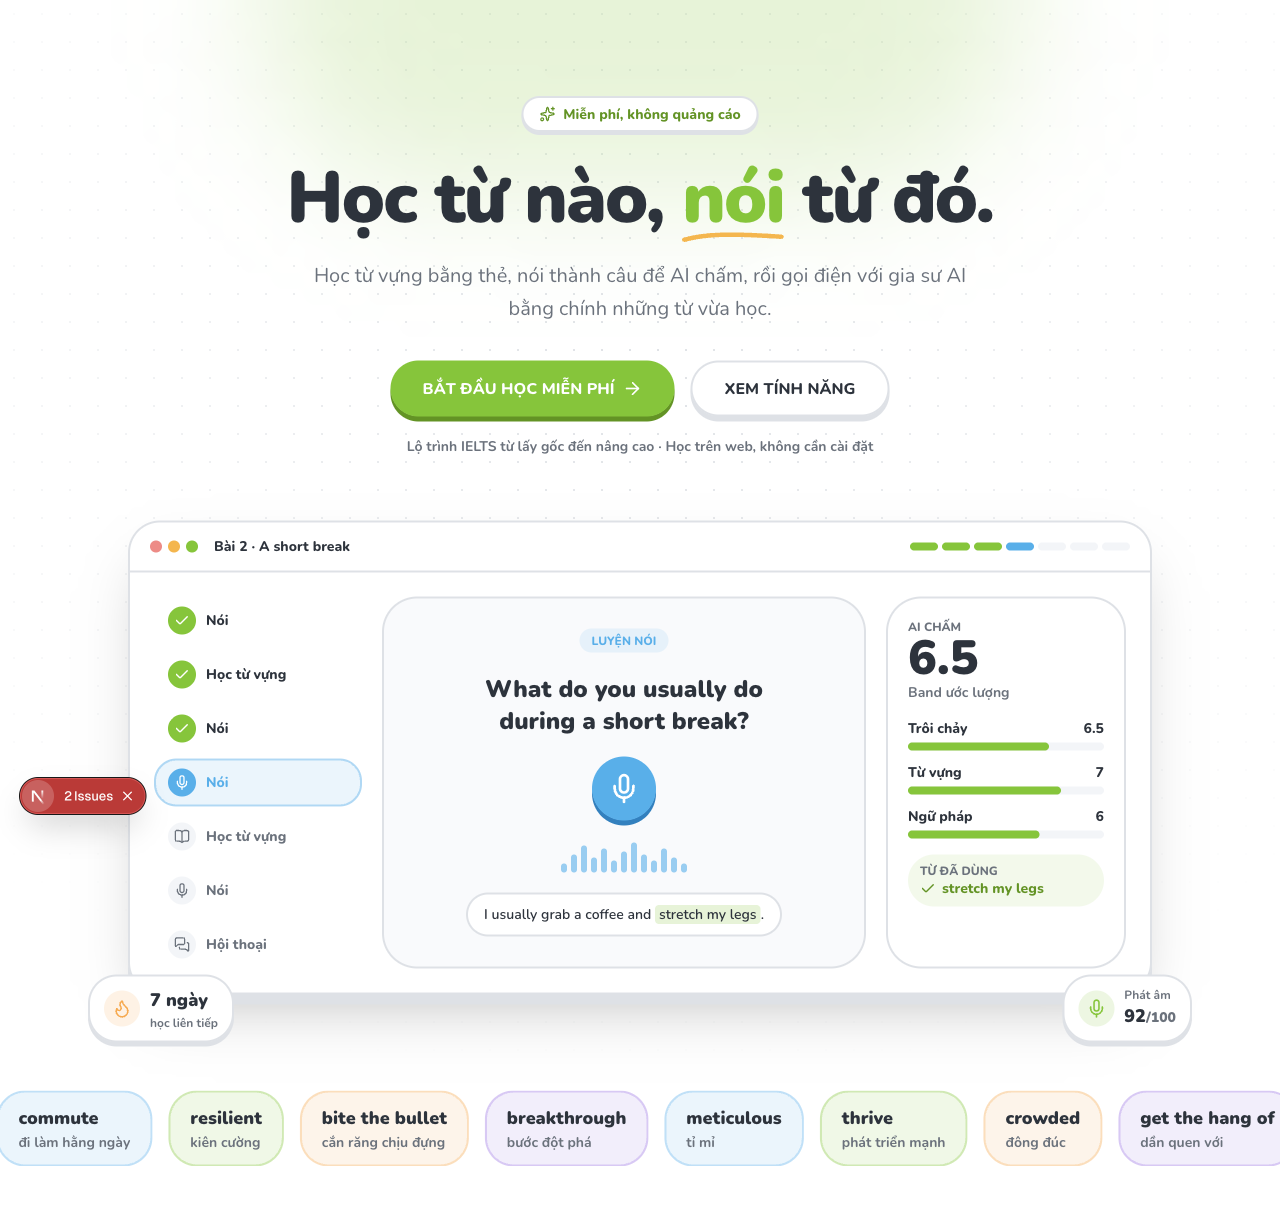 Miễn phí, không quảng cáo
Học từ nào, nói từ đó.
Học từ vựng bằng thẻ, nói thành câu để AI chấm, rồi gọi điện với gia sư AI
bằng chính những từ vừa học.
BẮT ĐẦU HỌC MIỄN PHÍ
XEM TÍNH NĂNG
Lộ trình IELTS từ lấy gốc đến nâng cao · Học trên web, không cần cài đặt
Bài 2 · A short break
Nói
Học từ vựng
Nói
Nói
Học từ vựng
Nói
Hội thoại
LUYỆN NÓI
What do you usually do
during a short break?
I usually grab a coffee and stretch my legs.
AI CHẤM
6.5
Band ước lượng
Trôi chảy 6.5
Từ vựng 7
Ngữ pháp 6
TỪ ĐÃ DÙNG
stretch my legs
N 2 Issues
7 ngày
học liên tiếp
Phát âm
92/100
commute
đi làm hằng ngày
resilient
kiên cường
bite the bullet
cắn răng chịu đựng
breakthrough
bước đột phá
meticulous
tỉ mỉ
thrive
phát triển mạnh
crowded
đông đúc
get the hang of
dần quen với